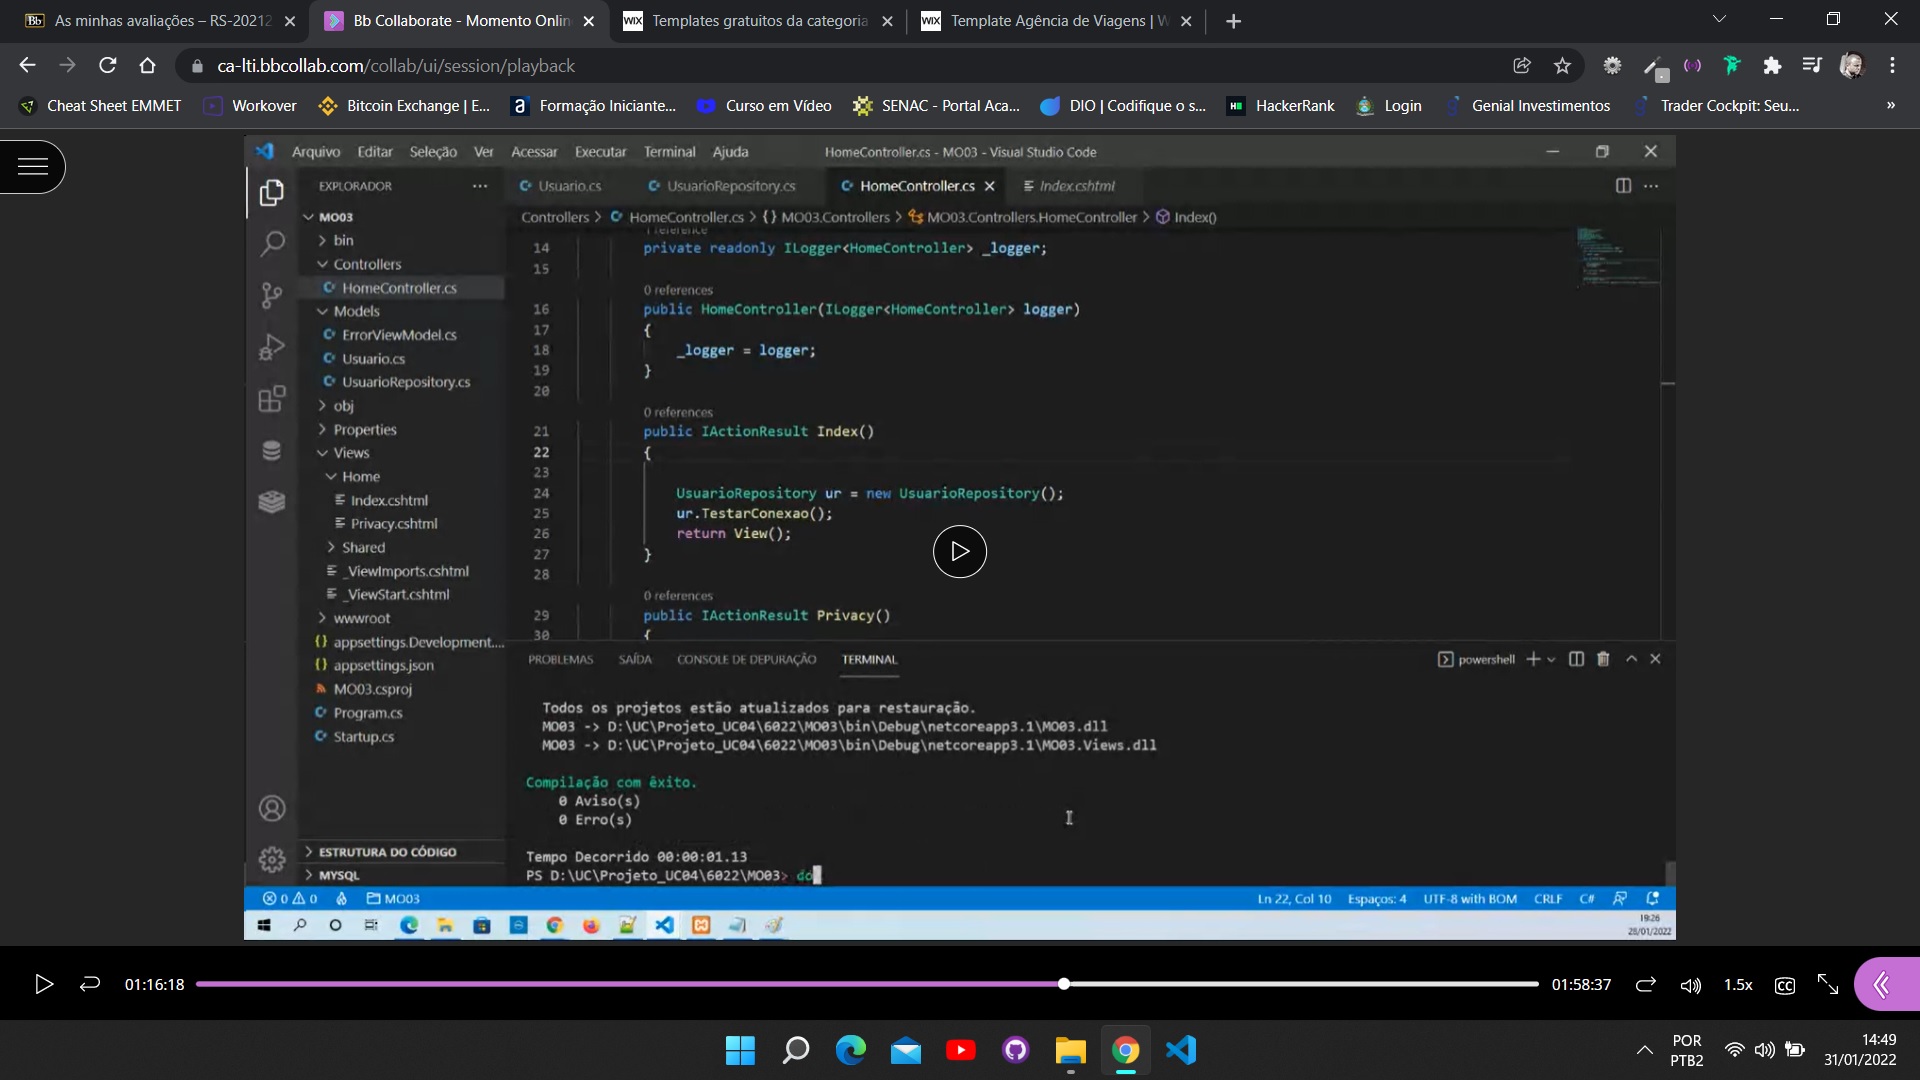 As minhas avaliações – RS-20212
Bb Collaborate - Momento Onlin
Templates gratuitos da categoria
Template Agência de Viagens | W
ca-lti.bbcollab.com/collab/ui/session/playback
Cheat Sheet EMMET
Workover
Bitcoin Exchange | E...
Formação Iniciante...
Curso em Vídeo
SENAC - Portal Aca...
DIO | Codifique o s...
HackerRank
Login
Genial Investimentos
Trader Cockpit: Seu...
»
Arquivo Editar Seleção Ver Acessar Executar Terminal Ajuda
HomeController.cs - MO03 - Visual Studio Code
EXPLORADOR
MO03
bin
Controllers
HomeController.cs
Models
ErrorViewModel.cs
Usuario.cs
UsuarioRepository.cs
obj
Properties
Views
Home
Index.cshtml
Privacy.cshtml
Shared
_ViewImports.cshtml
_ViewStart.cshtml
wwwroot
appsettings.Development....
appsettings.json
MO03.csproj
Program.cs
Startup.cs
ESTRUTURA DO CÓDIGO
MYSQL
Usuario.cs
UsuarioRepository.cs
HomeController.cs
Index.cshtml
Controllers > HomeController.cs > {} MO03.Controllers > MO03.Controllers.HomeController > Index()
1 reference
14 private readonly ILogger<HomeController> _logger;
15
0 references
16 public HomeController(ILogger<HomeController> logger)
17 {
18 _logger = logger;
19 }
20
0 references
21 public IActionResult Index()
22 {
23
24 UsuarioRepository ur = new UsuarioRepository();
25 ur.TestarConexao();
26 return View();
27 }
28
0 references
29 public IActionResult Privacy()
30 {
PROBLEMAS SAÍDA CONSOLE DE DEPURAÇÃO TERMINAL
powershell
Todos os projetos estão atualizados para restauração.
MO03 -> D:\UC\Projeto_UC04\6022\MO03\bin\Debug\netcoreapp3.1\MO03.dll
MO03 -> D:\UC\Projeto_UC04\6022\MO03\bin\Debug\netcoreapp3.1\MO03.Views.dll
Compilação com êxito.
0 Aviso(s)
0 Erro(s)
Tempo Decorrido 00:00:01.13
PS D:\UC\Projeto_UC04\6022\MO03> do
0 0 MO03
Ln 22, Col 10 Espaços: 4 UTF-8 with BOM CRLF C#
19:26
28/01/2022
01:16:18
01:58:37
1.5x
CC
POR
PTB2
14:49
31/01/2022